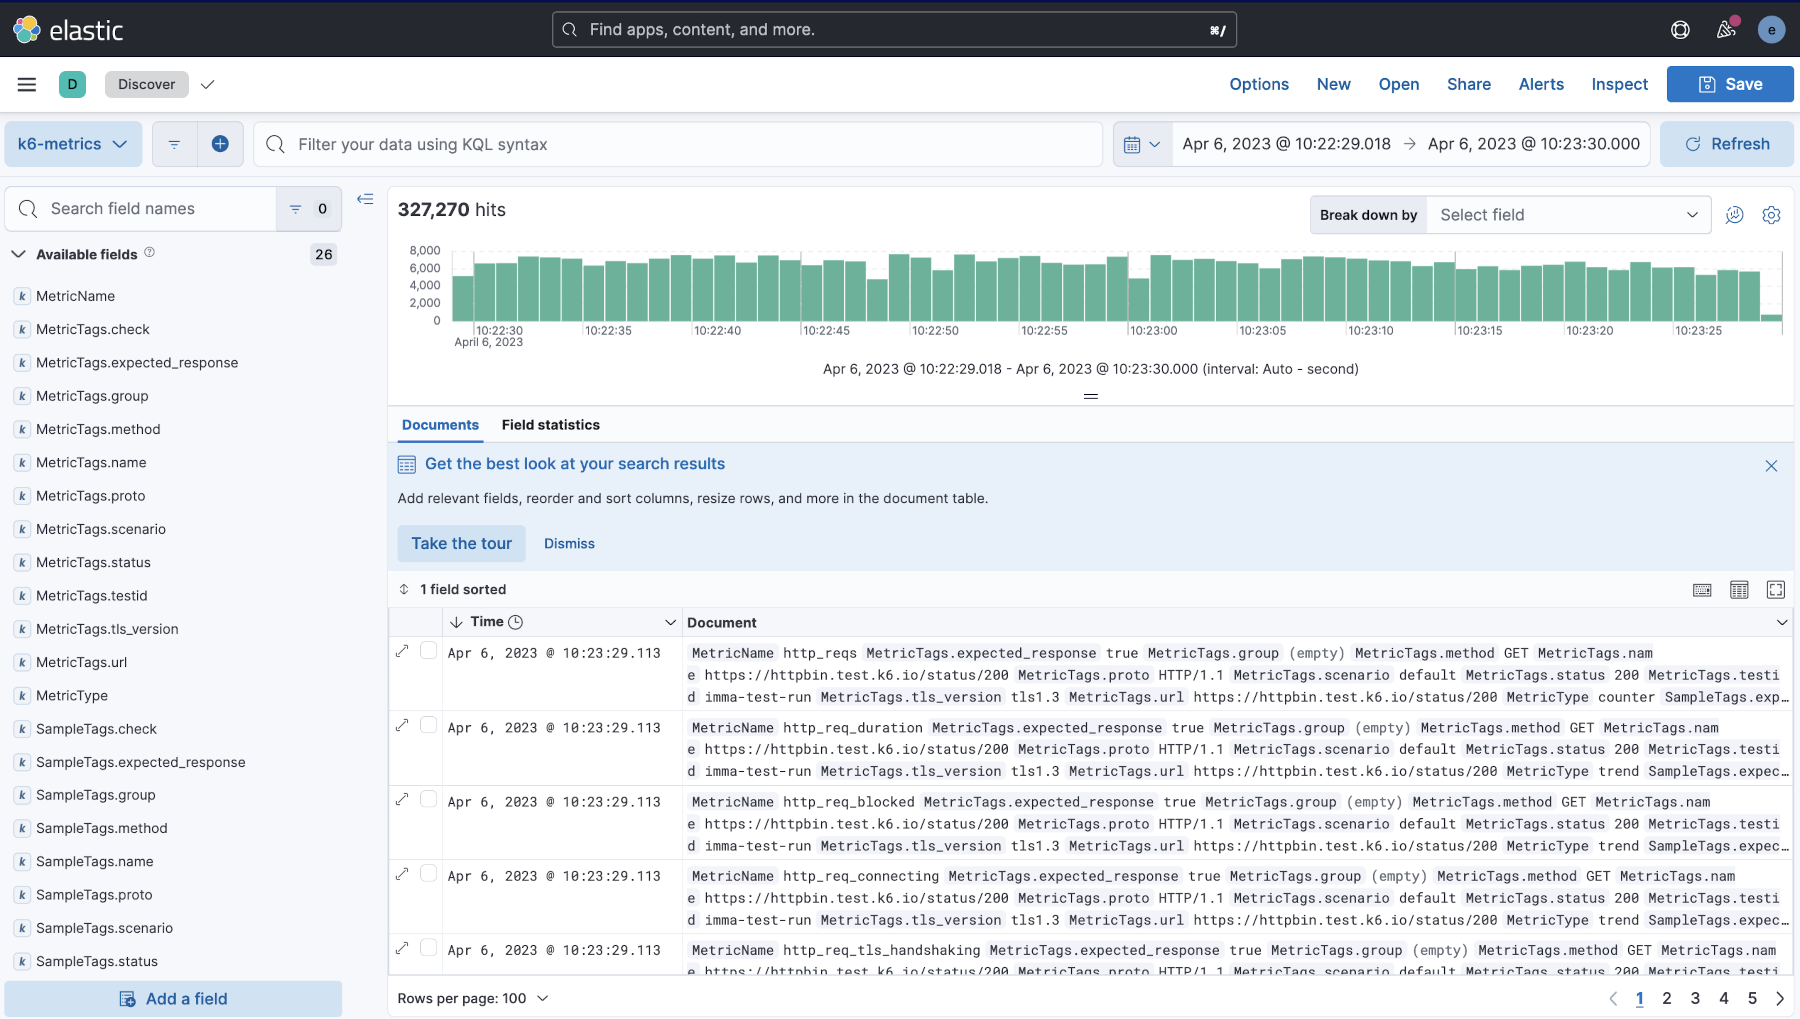 elastic
Find apps, content, and more.
⌘/
e
D
Discover
Options
New
Open
Share
Alerts
Inspect
Save
k6-metrics
Filter your data using KQL syntax
Apr 6, 2023 @ 10:22:29.018 → Apr 6, 2023 @ 10:23:30.000
Refresh
Search field names
0
Available fields
26
k MetricName
k MetricTags.check
k MetricTags.expected_response
k MetricTags.group
k MetricTags.method
k MetricTags.name
k MetricTags.proto
k MetricTags.scenario
k MetricTags.status
k MetricTags.testid
k MetricTags.tls_version
k MetricTags.url
k MetricType
k SampleTags.check
k SampleTags.expected_response
k SampleTags.group
k SampleTags.method
k SampleTags.name
k SampleTags.proto
k SampleTags.scenario
k SampleTags.status
Add a field
327,270 hits
Break down by
Select field
8,000
6,000
4,000
2,000
0
10:22:30
10:22:35
10:22:40
10:22:45
10:22:50
10:22:55
10:23:00
10:23:05
10:23:10
10:23:15
10:23:20
10:23:25
April 6, 2023
Apr 6, 2023 @ 10:22:29.018 - Apr 6, 2023 @ 10:23:30.000 (interval: Auto - second)
Documents
Field statistics
Get the best look at your search results
Add relevant fields, reorder and sort columns, resize rows, and more in the document table.
Take the tour
Dismiss
1 field sorted
Time
Document
Apr 6, 2023 @ 10:23:29.113
MetricName http_reqs MetricTags.expected_response true MetricTags.group (empty) MetricTags.method GET MetricTags.nam
e https://httpbin.test.k6.io/status/200 MetricTags.proto HTTP/1.1 MetricTags.scenario default MetricTags.status 200 MetricTags.testi
d imma-test-run MetricTags.tls_version tls1.3 MetricTags.url https://httpbin.test.k6.io/status/200 MetricType counter SampleTags.exp…
Apr 6, 2023 @ 10:23:29.113
MetricName http_req_duration MetricTags.expected_response true MetricTags.group (empty) MetricTags.method GET MetricTags.nam
e https://httpbin.test.k6.io/status/200 MetricTags.proto HTTP/1.1 MetricTags.scenario default MetricTags.status 200 MetricTags.testi
d imma-test-run MetricTags.tls_version tls1.3 MetricTags.url https://httpbin.test.k6.io/status/200 MetricType trend SampleTags.expec…
Apr 6, 2023 @ 10:23:29.113
MetricName http_req_blocked MetricTags.expected_response true MetricTags.group (empty) MetricTags.method GET MetricTags.nam
e https://httpbin.test.k6.io/status/200 MetricTags.proto HTTP/1.1 MetricTags.scenario default MetricTags.status 200 MetricTags.testi
d imma-test-run MetricTags.tls_version tls1.3 MetricTags.url https://httpbin.test.k6.io/status/200 MetricType trend SampleTags.expec…
Apr 6, 2023 @ 10:23:29.113
MetricName http_req_connecting MetricTags.expected_response true MetricTags.group (empty) MetricTags.method GET MetricTags.nam
e https://httpbin.test.k6.io/status/200 MetricTags.proto HTTP/1.1 MetricTags.scenario default MetricTags.status 200 MetricTags.testi
d imma-test-run MetricTags.tls_version tls1.3 MetricTags.url https://httpbin.test.k6.io/status/200 MetricType trend SampleTags.expec…
Apr 6, 2023 @ 10:23:29.113
MetricName http_req_tls_handshaking MetricTags.expected_response true MetricTags.group (empty) MetricTags.method GET MetricTags.nam
e https://httpbin.test.k6.io/status/200 MetricTags.proto HTTP/1.1 MetricTags.scenario default MetricTags.status 200 MetricTags.testi
Rows per page: 100
1 2 3 4 5